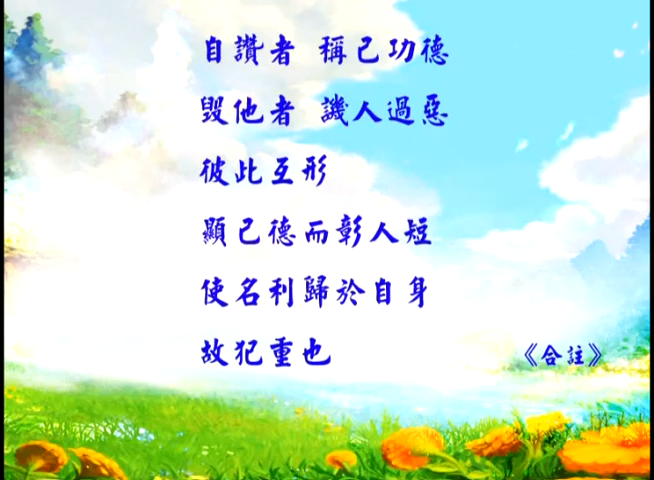 自讚者 稱己功德
毀他者 譏人過惡
彼此互形
顯己德而彰人短
使名利歸於自身
故犯重也
《合註》